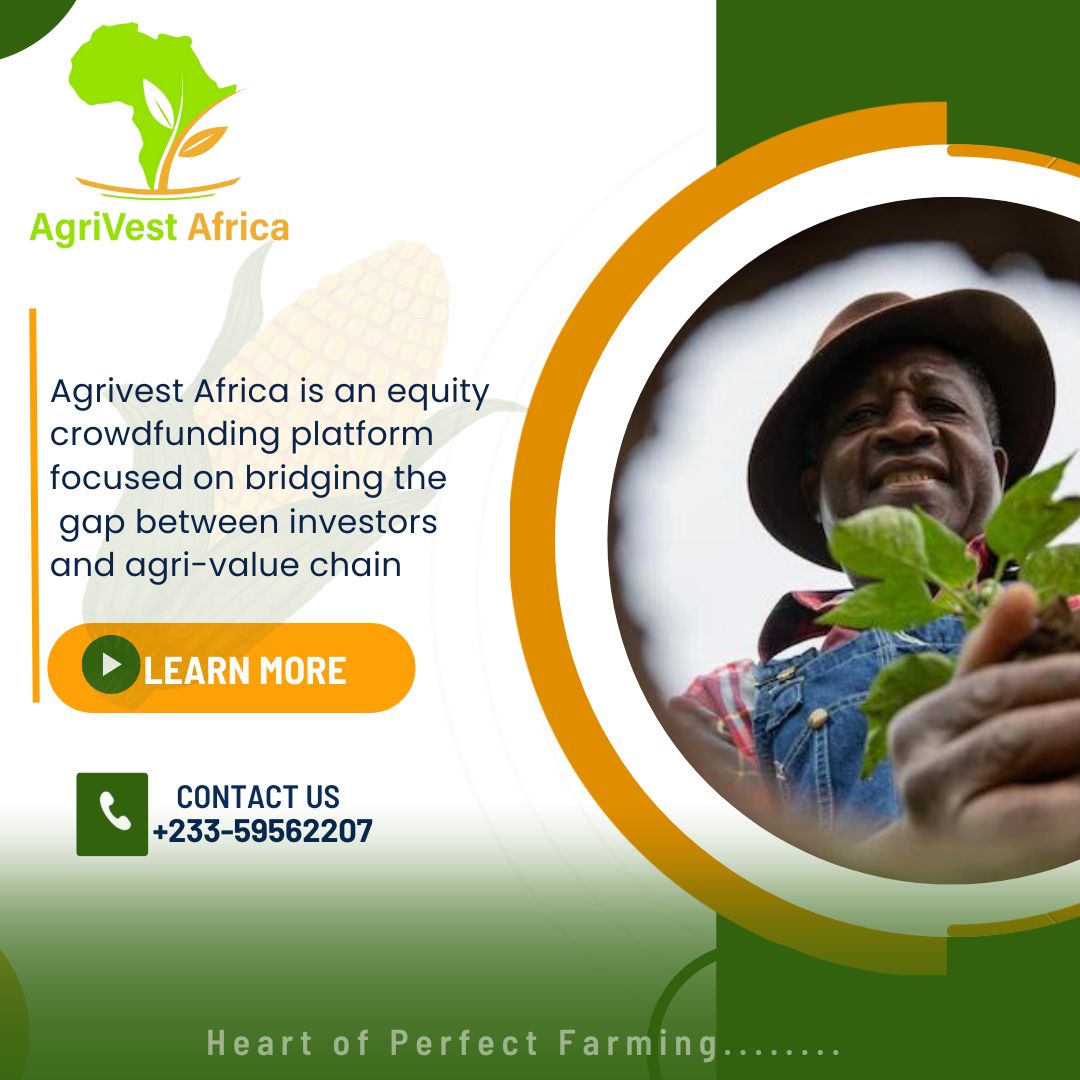 AgriVest Africa
Agrivest Africa is an equity
crowdfunding platform
focused on bridging the
gap between investors
and agri-value chain
LEARN MORE
CONTACT US
+233-59562207
Heart of Perfect Farming........